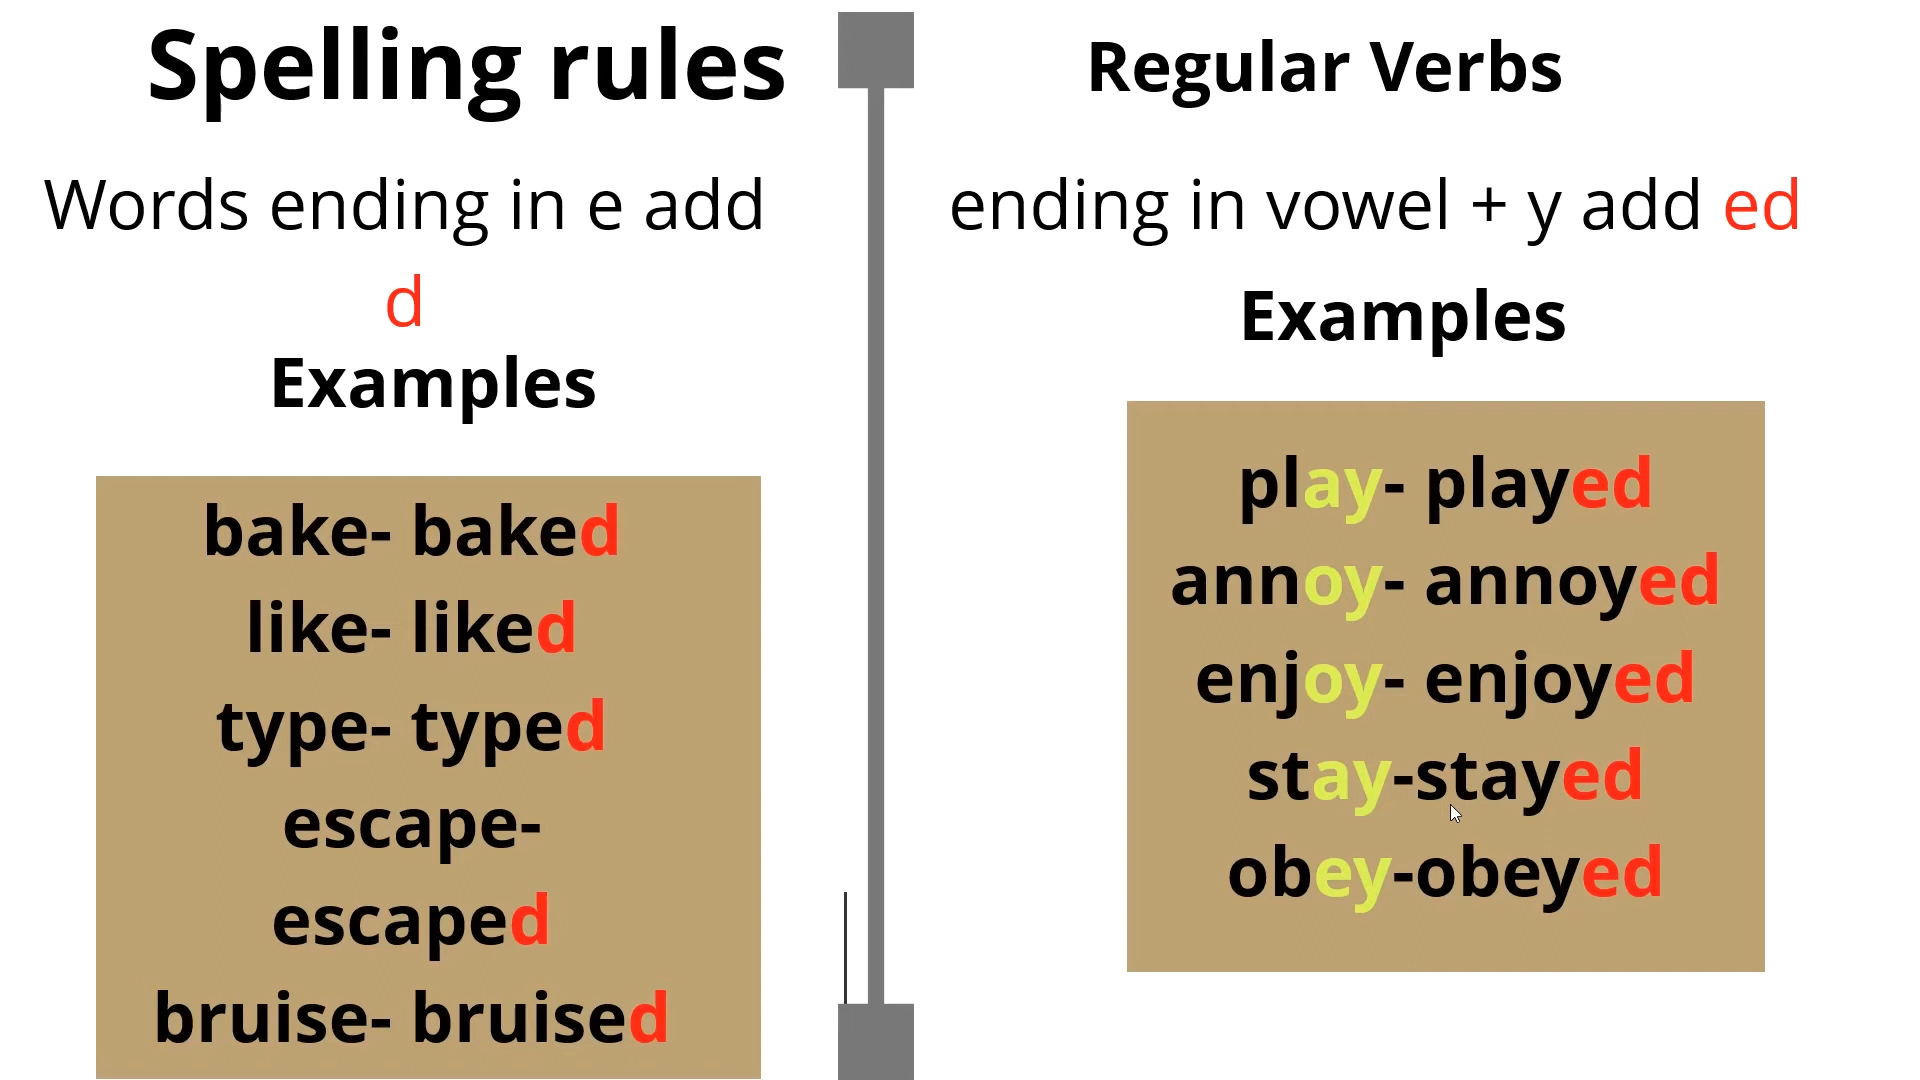 Spelling rules
Words ending in e add
d
Examples
bake- baked
like- liked
type- typed
escape-
escaped
bruise- bruised
Regular Verbs
ending in vowel + y add ed
Examples
play- played
annoy- annoyed
enjoy- enjoyed
stay-stayed
obey-obeyed